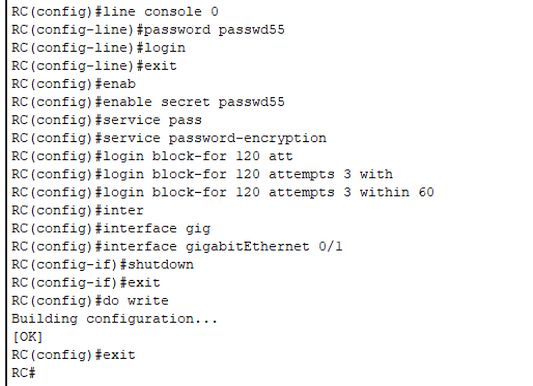 RC(config)#line console 0
RC(config-line)#password passwd55
RC(config-line)#login
RC(config-line)#exit
RC(config)#enab
RC(config)#enable secret passwd55
RC(config)#service pass
RC(config)#service password-encryption
RC(config)#login block-for 120 att
RC(config)#login block-for 120 attempts 3 with
RC(config)#login block-for 120 attempts 3 within 60
RC(config)#inter
RC(config)#interface gig
RC(config)#interface gigabitEthernet 0/1
RC(config-if)#shutdown
RC(config-if)#exit
RC(config)#do write
Building configuration...
[OK]
RC(config)#exit
RC#